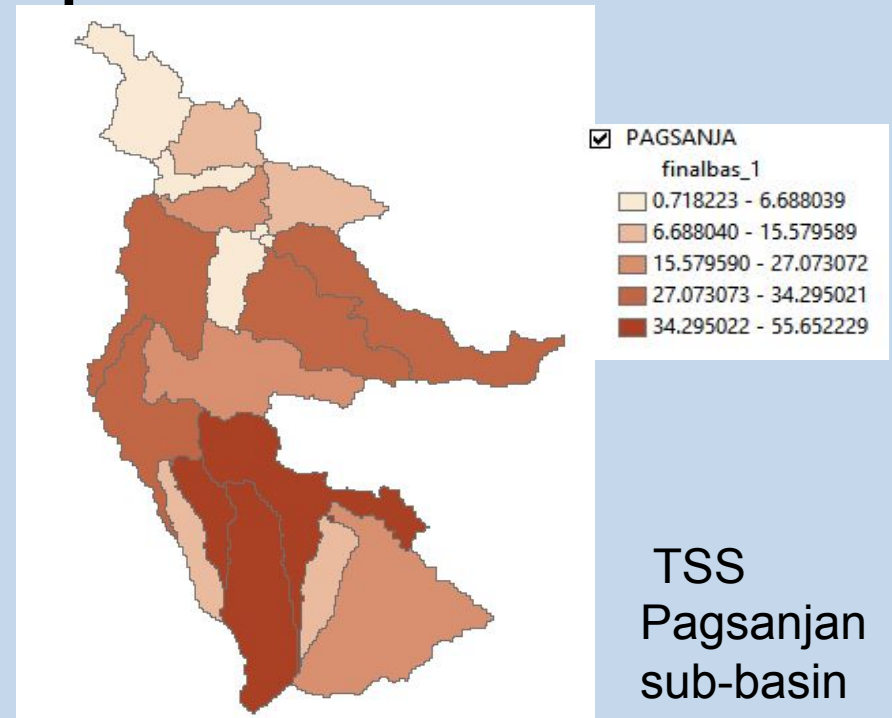 PAGSANJA
finalbas_1
0.718223 - 6.688039
6.688040 - 15.579589
15.579590 - 27.073072
27.073073 - 34.295021
34.295022 - 55.652229
TSS
Pagsanjan
sub-basin